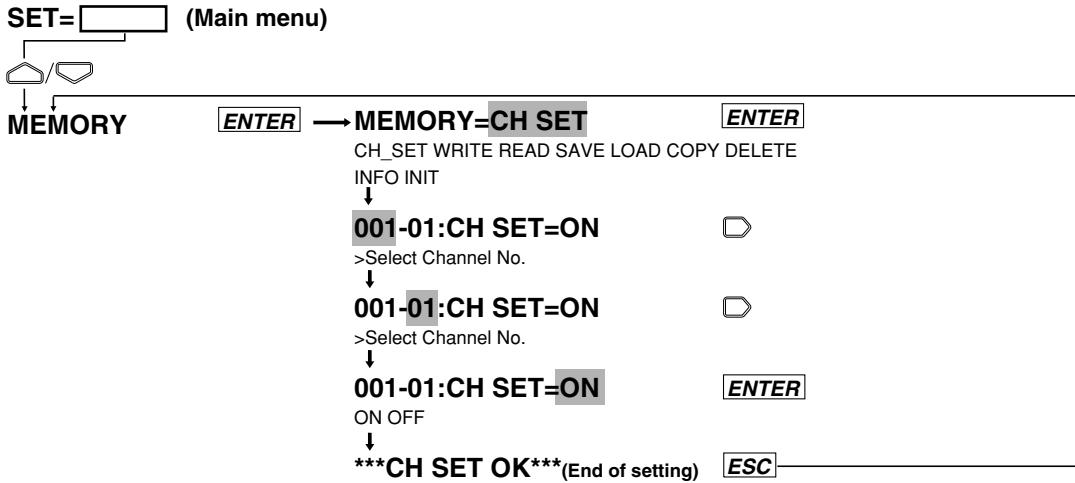 SET= (Main menu)
/
MEMORY ENTER MEMORY=CH SET ENTER
CH_SET WRITE READ SAVE LOAD COPY DELETE
INFO INIT
001-01:CH SET=ON
>Select Channel No.
001-01:CH SET=ON
>Select Channel No.
001-01:CH SET=ON ENTER
ON OFF
***CH SET OK***(End of setting) ESC